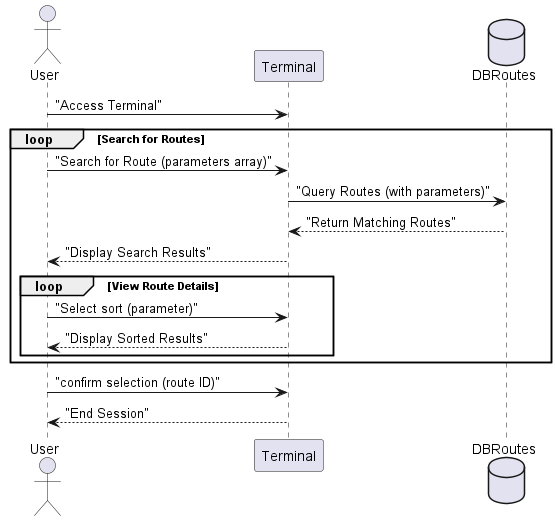 User
Terminal
DBRoutes
"Access Terminal"
loop [Search for Routes]
"Search for Route (parameters array)"
"Query Routes (with parameters)"
"Return Matching Routes"
"Display Search Results"
loop [View Route Details]
"Select sort (parameter)"
"Display Sorted Results"
"confirm selection (route ID)"
"End Session"
User
Terminal
DBRoutes